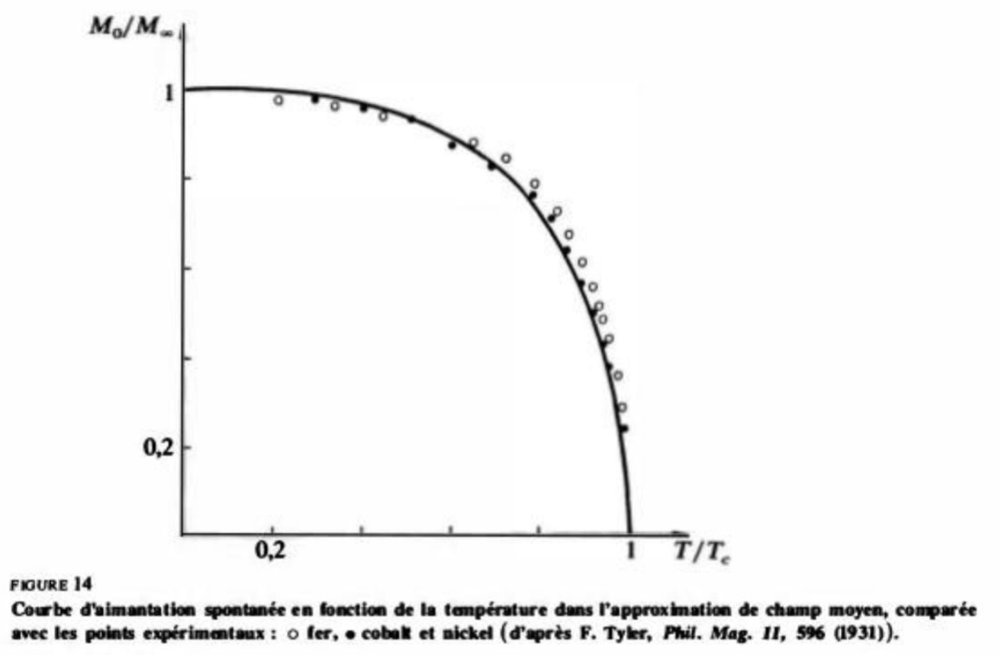 M₀/M∞
1
0,2
0,2
1
T/Tc
FIGURE 14
Courbe d'aimantation spontanée en fonction de la température dans l'approximation de champ moyen, comparée
avec les points expérimentaux : ○ fer, ● cobalt et nickel (d'après F. Tyler, Phil. Mag. 11, 596 (1931)).